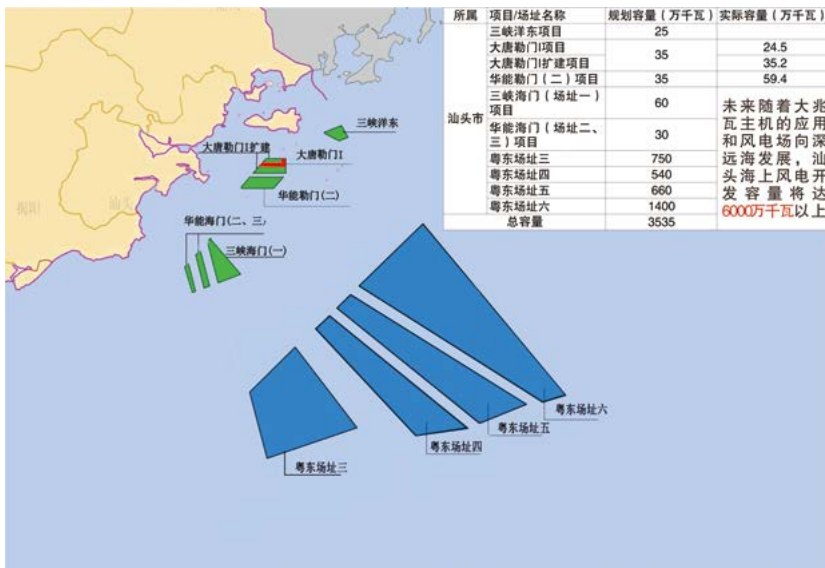 所属 项目/场址名称 规划容量（万千瓦） 实际容量（万千瓦）
汕头市
三峡洋东项目 25
大唐勒门I项目 35 24.5
大唐勒门I扩建项目 35.2
华能勒门（二）项目 35 59.4
三峡海门（场址一）
项目 60
华能海门（场址二、
三）项目 30
粤东场址三 750
粤东场址四 540
粤东场址五 660
粤东场址六 1400
总容量 3535
未来随着大兆
瓦主机的应用
和风电场向深
远海发展，汕
头海上风电开
发容量将达
6000万千瓦以上
三峡洋东
大唐勒门I扩建
大唐勒门I
华能勒门(二)
揭阳
汕头
华能海门(二、三)
三峡海门(一)
粤东场址六
粤东场址五
粤东场址四
粤东场址三